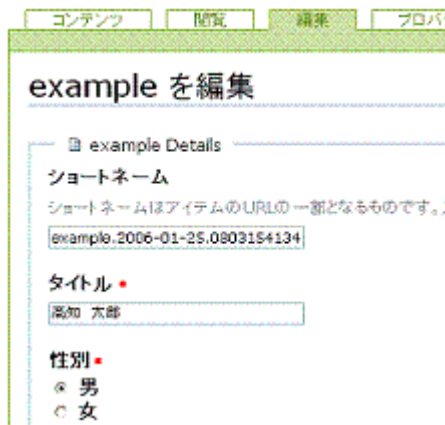 コンテンツ 閲覧 編集 プロパ
example を編集
example Details
ショートネーム
ショートネームはアイテムのURLの一部となるものです。
example.2006-01-25.0803154134
タイトル
高知 太郎
性別
男
女